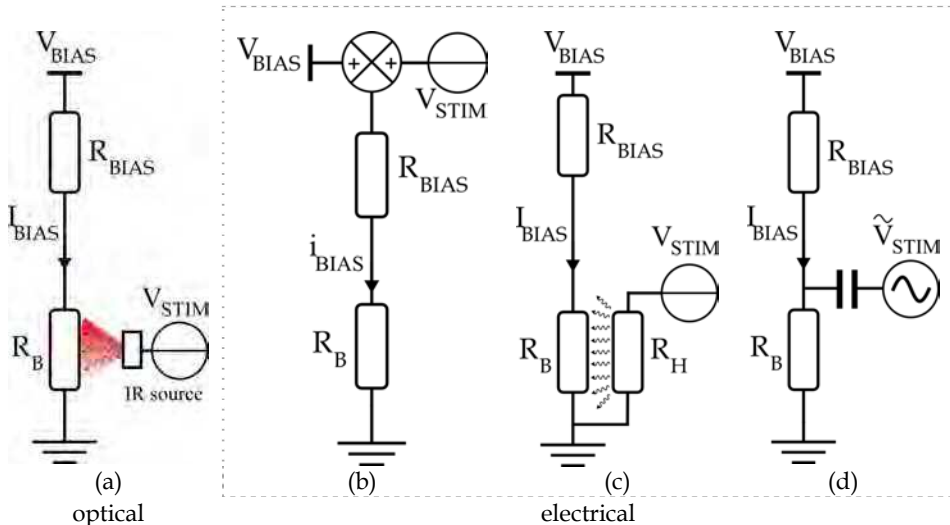 V_BIAS
R_BIAS
I_BIAS
V_STIM
R_B
IR source
(a)
optical
V_BIAS
+ +
V_STIM
R_BIAS
i_BIAS
R_B
(b)
V_BIAS
R_BIAS
I_BIAS
V_STIM
R_B
R_H
(c)
V_BIAS
R_BIAS
I_BIAS
Ṽ_STIM
R_B
(d)
electrical